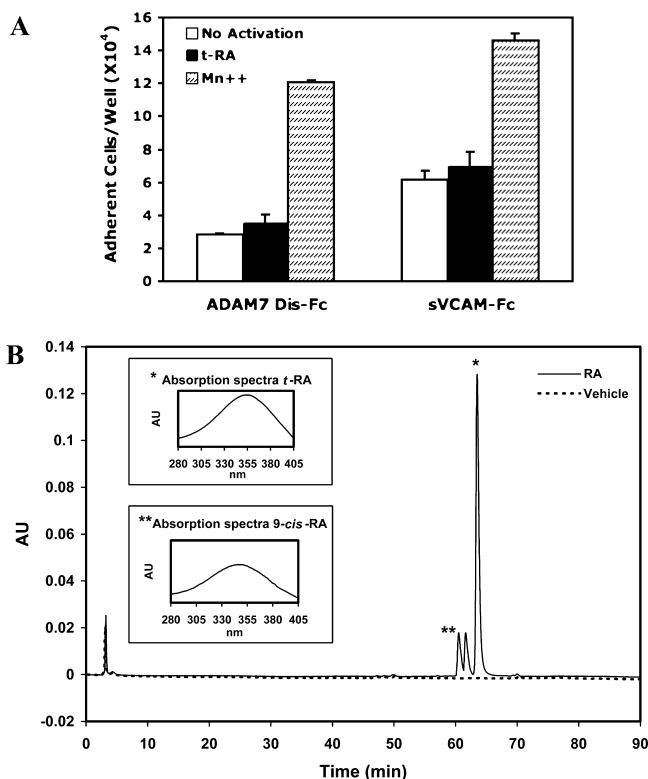 A
Adherent Cells/Well (X10⁴)
16
14
12
10
8
6
4
2
0
No Activation
t-RA
Mn++
ADAM7 Dis-Fc
sVCAM-Fc
B
AU
0.14
0.12
0.1
0.08
0.06
0.04
0.02
0
-0.02
* Absorption spectra t-RA
AU
280 305 330 355 380 405
nm
**Absorption spectra 9-cis-RA
AU
280 305 330 355 380 405
nm
*
**
RA
Vehicle
0 10 20 30 40 50 60 70 80 90
Time (min)